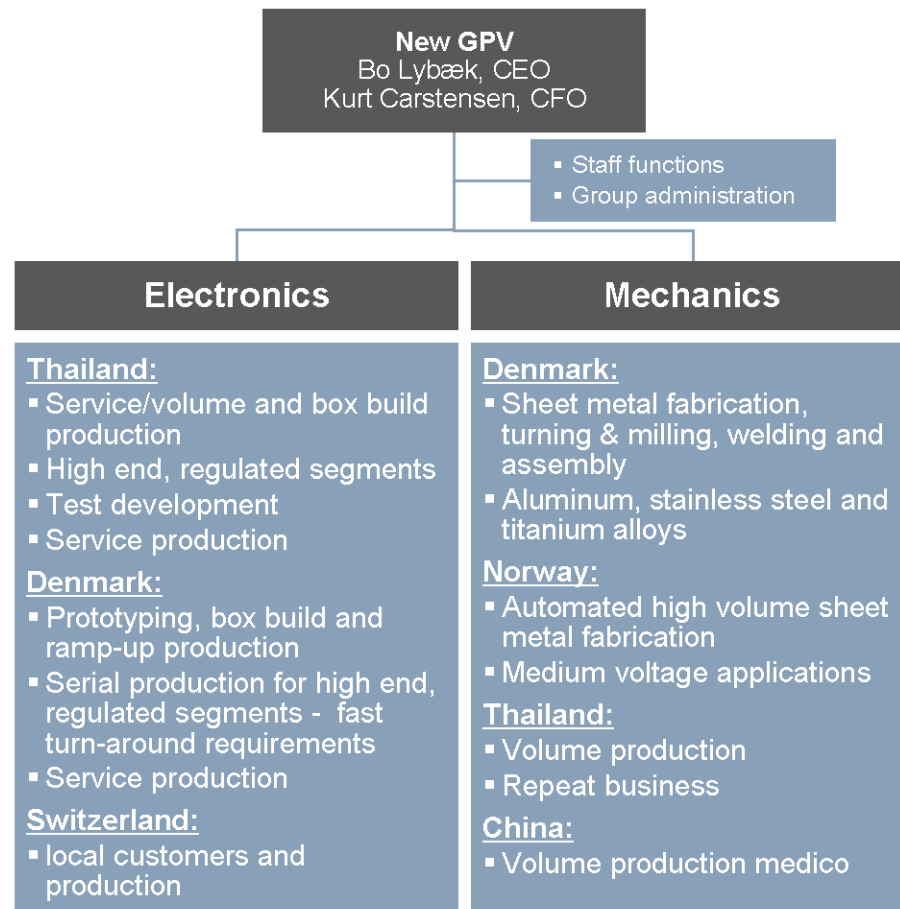 New GPV
Bo Lybæk, CEO
Kurt Carstensen, CFO
▪ Staff functions
▪ Group administration
Electronics
Thailand:
▪ Service/volume and box build
production
▪ High end, regulated segments
▪ Test development
▪ Service production
Denmark:
▪ Prototyping, box build and
ramp-up production
▪ Serial production for high end,
regulated segments - fast
turn-around requirements
▪ Service production
Switzerland:
▪ local customers and
production
Mechanics
Denmark:
▪ Sheet metal fabrication,
turning & milling, welding and
assembly
▪ Aluminum, stainless steel and
titanium alloys
Norway:
▪ Automated high volume sheet
metal fabrication
▪ Medium voltage applications
Thailand:
▪ Volume production
▪ Repeat business
China:
▪ Volume production medico